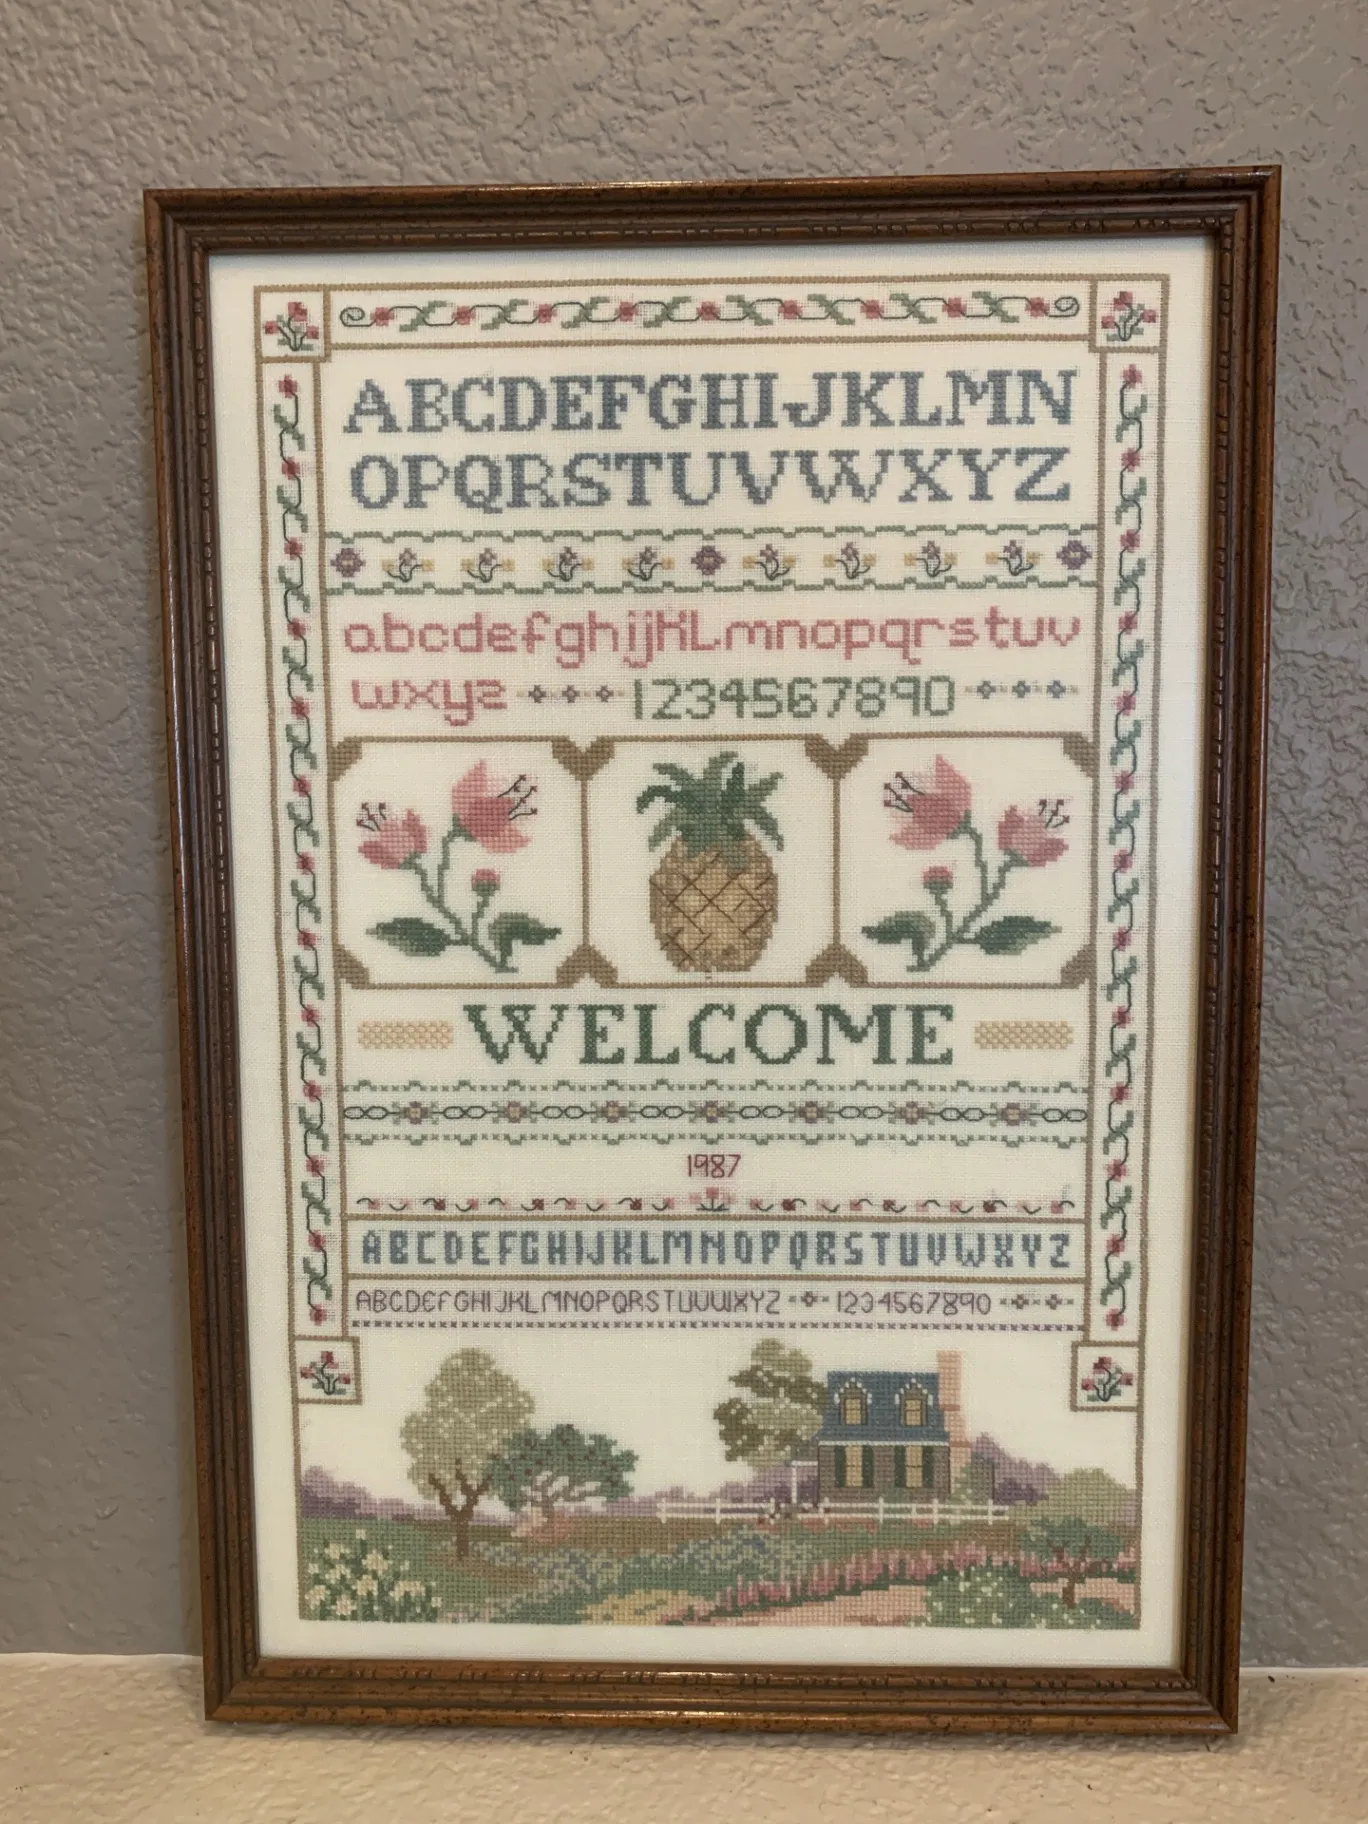 ABCDEFGHIJKLMN
OPQRSTUVWXYZ
abcdefghijklmnopqrstuv
wxyz 1234567890
WELCOME
1987
ABCDEFGHIJKLMNOPQRSTUVWXYZ
ABCDEFGHIJKLMNOPQRSTUVWXYZ 1234567890